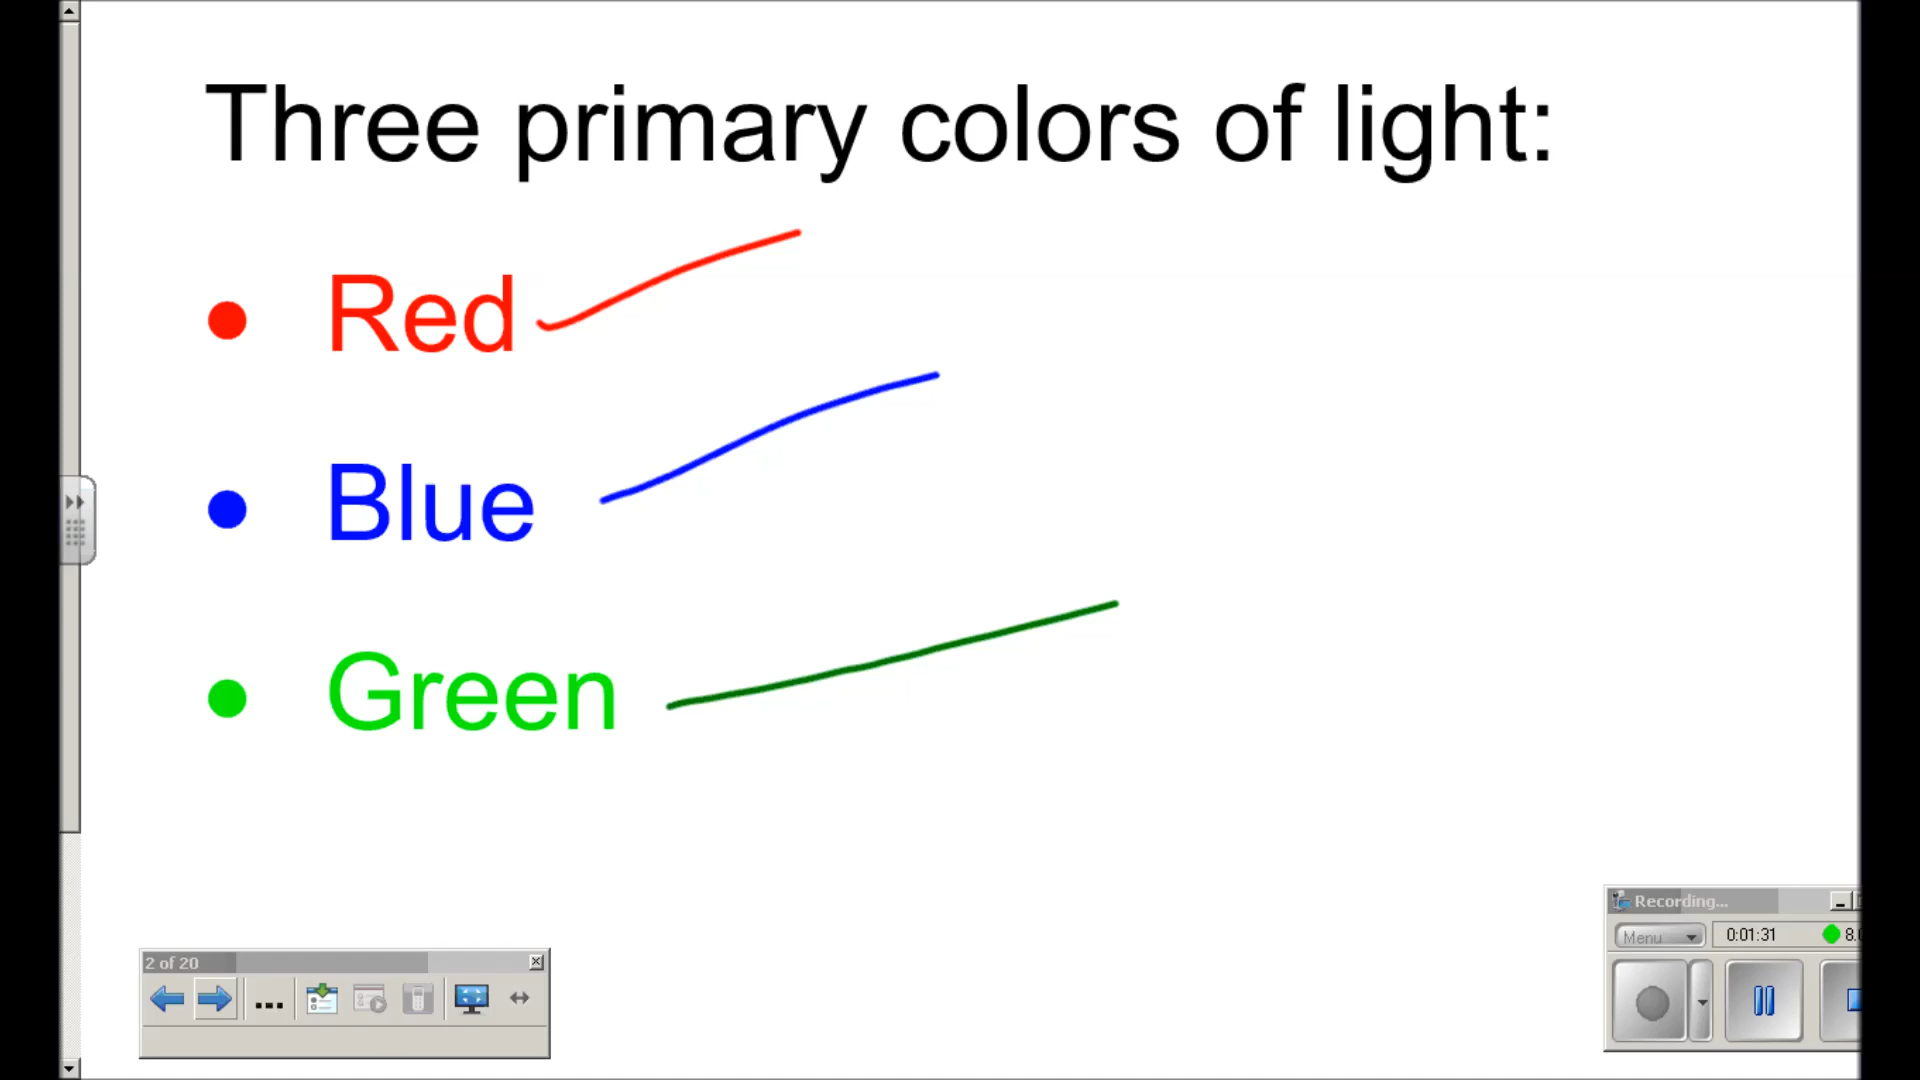 Three primary colors of light:
• Red
• Blue
• Green
2 of 20
...
Recording...
Menu 0:01:31